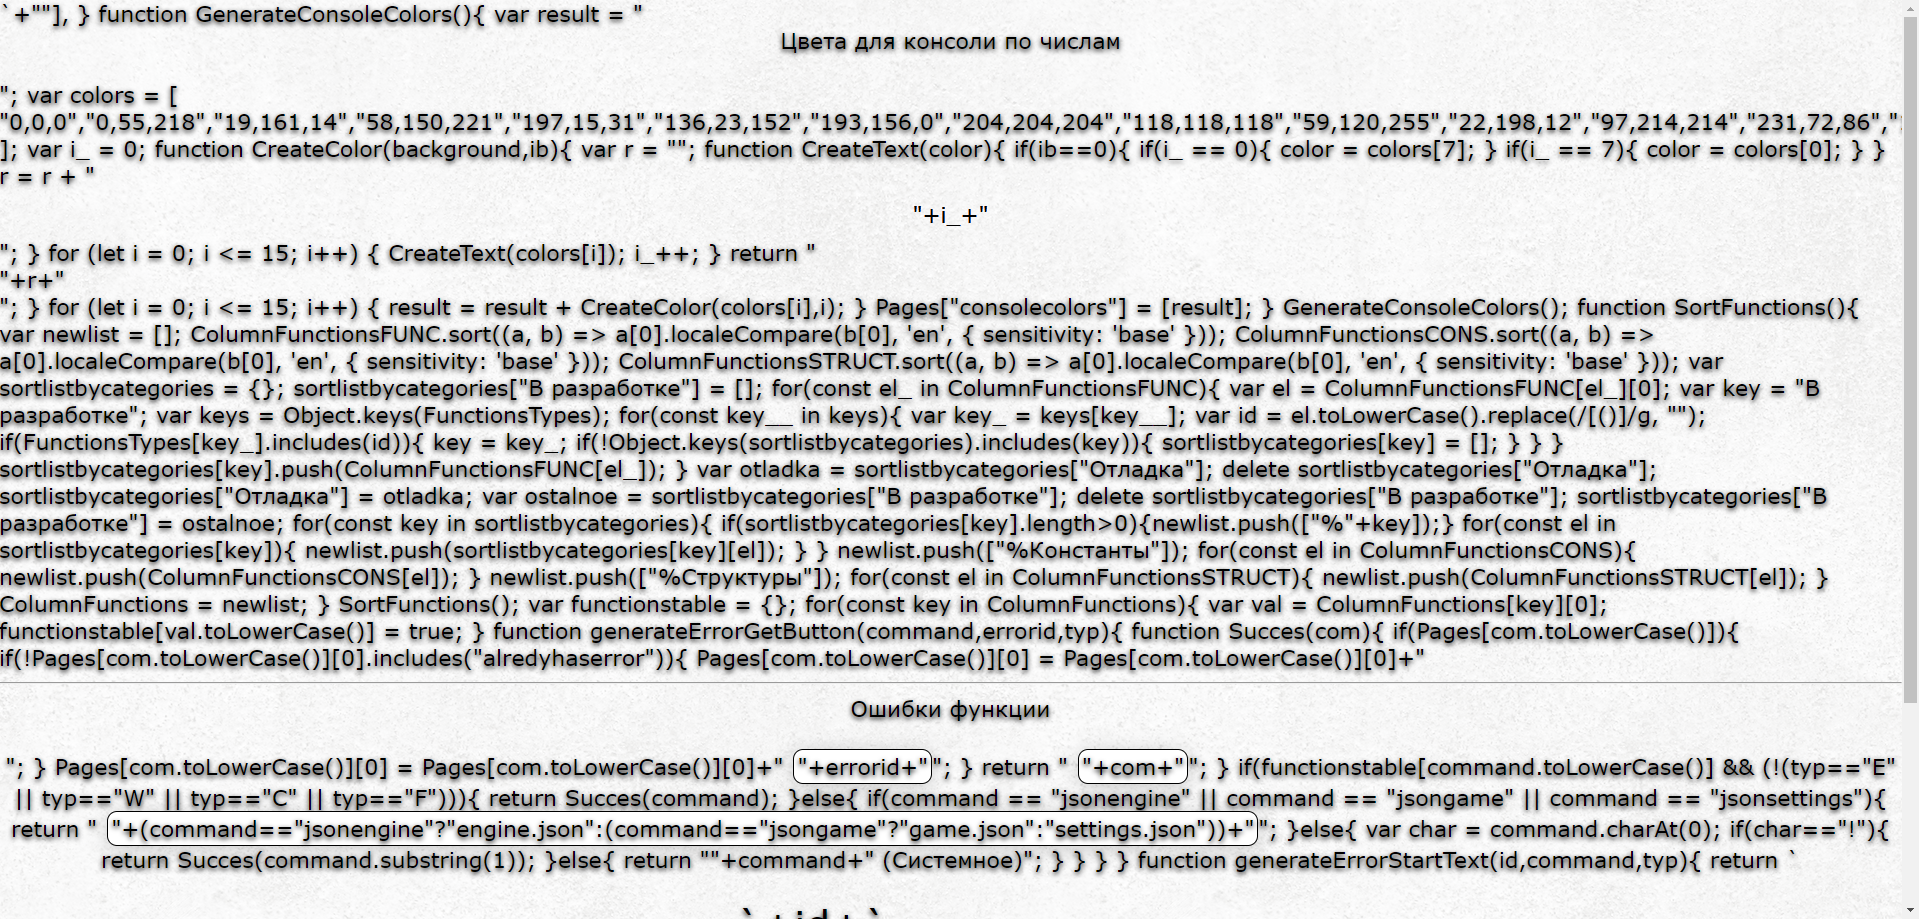 `+""], } function GenerateConsoleColors(){ var result = "
Цвета для консоли по числам
"; var colors = [
"0,0,0","0,55,218","19,161,14","58,150,221","197,15,31","136,23,152","193,156,0","204,204,204","118,118,118","59,120,255","22,198,12","97,214,214","231,72,86","
]; var i_ = 0; function CreateColor(background,ib){ var r = ""; function CreateText(color){ if(ib==0){ if(i_ == 0){ color = colors[7]; } if(i_ == 7){ color = colors[0]; } }
r = r + "
"+i_+"
"; } for (let i = 0; i <= 15; i++) { CreateText(colors[i]); i_++; } return "
"+r+"
"; } for (let i = 0; i <= 15; i++) { result = result + CreateColor(colors[i],i); } Pages["consolecolors"] = [result]; } GenerateConsoleColors(); function SortFunctions(){
var newlist = []; ColumnFunctionsFUNC.sort((a, b) => a[0].localeCompare(b[0], 'en', { sensitivity: 'base' })); ColumnFunctionsCONS.sort((a, b) =>
a[0].localeCompare(b[0], 'en', { sensitivity: 'base' })); ColumnFunctionsSTRUCT.sort((a, b) => a[0].localeCompare(b[0], 'en', { sensitivity: 'base' })); var
sortlistbycategories = {}; sortlistbycategories["В разработке"] = []; for(const el_ in ColumnFunctionsFUNC){ var el = ColumnFunctionsFUNC[el_][0]; var key = "В
разработке"; var keys = Object.keys(FunctionsTypes); for(const key__ in keys){ var key_ = keys[key__]; var id = el.toLowerCase().replace(/[()]/g, "");
if(FunctionsTypes[key_].includes(id)){ key = key_; if(!Object.keys(sortlistbycategories).includes(key)){ sortlistbycategories[key] = []; } } }
sortlistbycategories[key].push(ColumnFunctionsFUNC[el_]); } var otladka = sortlistbycategories["Отладка"]; delete sortlistbycategories["Отладка"];
sortlistbycategories["Отладка"] = otladka; var ostalnoe = sortlistbycategories["В разработке"]; delete sortlistbycategories["В разработке"]; sortlistbycategories["В
разработке"] = ostalnoe; for(const key in sortlistbycategories){ if(sortlistbycategories[key].length>0){newlist.push(["%"+key]);} for(const el in
sortlistbycategories[key]){ newlist.push(sortlistbycategories[key][el]); } } newlist.push(["%Константы"]); for(const el in ColumnFunctionsCONS){
newlist.push(ColumnFunctionsCONS[el]); } newlist.push(["%Структуры"]); for(const el in ColumnFunctionsSTRUCT){ newlist.push(ColumnFunctionsSTRUCT[el]); }
ColumnFunctions = newlist; } SortFunctions(); var functionstable = {}; for(const key in ColumnFunctions){ var val = ColumnFunctions[key][0];
functionstable[val.toLowerCase()] = true; } function generateErrorGetButton(command,errorid,typ){ function Succes(com){ if(Pages[com.toLowerCase()]){
if(!Pages[com.toLowerCase()][0].includes("alredyhaserror")){ Pages[com.toLowerCase()][0] = Pages[com.toLowerCase()][0]+"
Ошибки функции
"; } Pages[com.toLowerCase()][0] = Pages[com.toLowerCase()][0]+" "+errorid+" "; } return " "+com+" "; } if(functionstable[command.toLowerCase()] && (!(typ=="E"
|| typ=="W" || typ=="C" || typ=="F"))){ return Succes(command); }else{ if(command == "jsonengine" || command == "jsongame" || command == "jsonsettings"){
return " "+(command=="jsonengine"?"engine.json":(command=="jsongame"?"game.json":"settings.json"))+" "; }else{ var char = command.charAt(0); if(char=="!"){
return Succes(command.substring(1)); }else{ return ""+command+" (Системное)"; } } } } function generateErrorStartText(id,command,typ){ return `
`+id+`